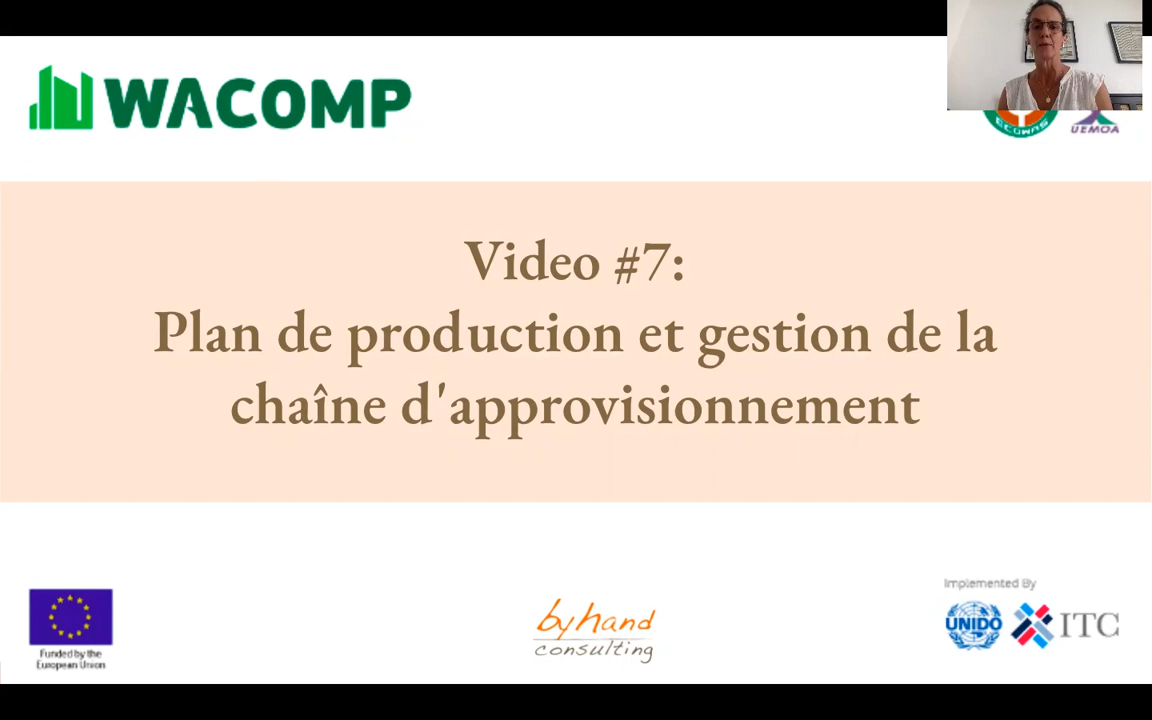 WACOMP
ECOWAS
UEMOA
Video #7:
Plan de production et gestion de la
chaîne d'approvisionnement
Funded by the
European Union
byhand
consulting
Implemented By
UNIDO
ITC